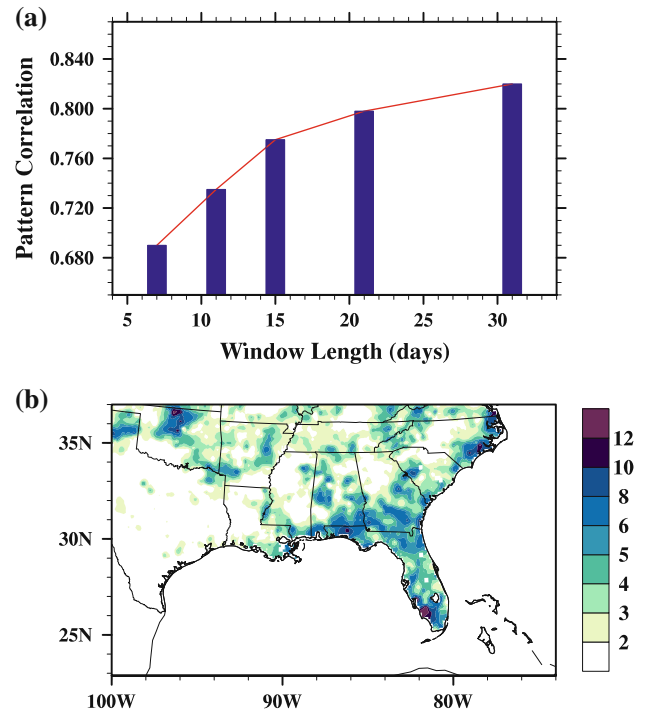 (a)
Pattern Correlation
0.840
0.800
0.760
0.720
0.680
5 10 15 20 25 30
Window Length (days)
(b)
35N
30N
25N
100W 90W 80W
12
10
8
6
5
4
3
2